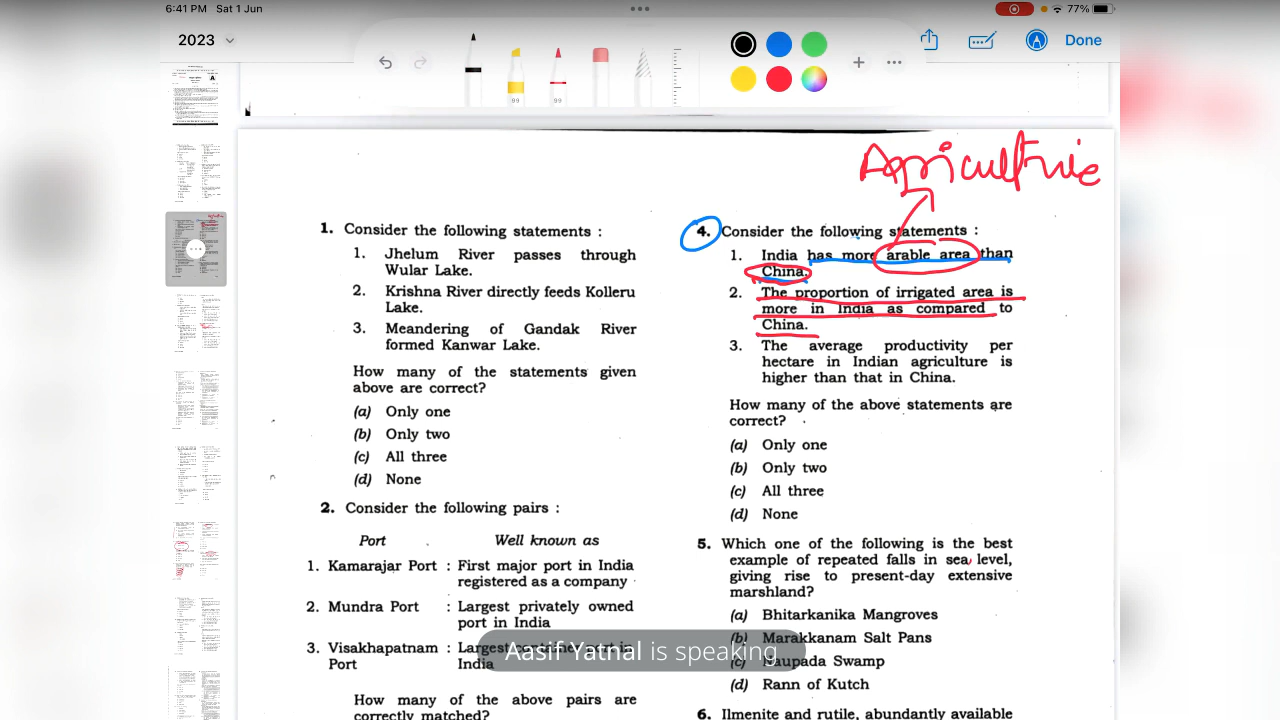 6:41 PM Sat 1 Jun
77%
2023
Done
Agriculture
1. Consider the following statements :
1. Jhelum River passes through Wular Lake.
2. Krishna River directly feeds Kolleru
3. Meandering of Gandak River formed Kanwar Lake.
How many of the statements given above are correct?
(a) Only one
(b) Only two
(c) All three
(d) None
2. Consider the following pairs :
Port Well known as
1. Kamarajar Port : First major port in India registered as a company
2. Mundra Port : Largest privately owned port in India
3. Visakhapatnam Port : Largest container port in India
How many of the above pairs
4. Consider the following statements :
1. India has more arable area than
China.
2. The proportion of irrigated area is
more in India as compared to
China.
3. The average productivity per
hectare in Indian agriculture is
higher than that in China.
How many of the above statements are
correct?
(a) Only one
(b) Only two
(c) All three
(d) None
5. Which one of the following is the best
example of repeated falls in sea level,
giving rise to present-day extensive
marshland?
(a) Bhitarkanika Mangroves
(b) Marakkanam Salt Pans
(c) Naupada Swamp
(d) Rann of Kutch
6. Ilmenite and rutile, abundantly available
Aastik Yati is speaking